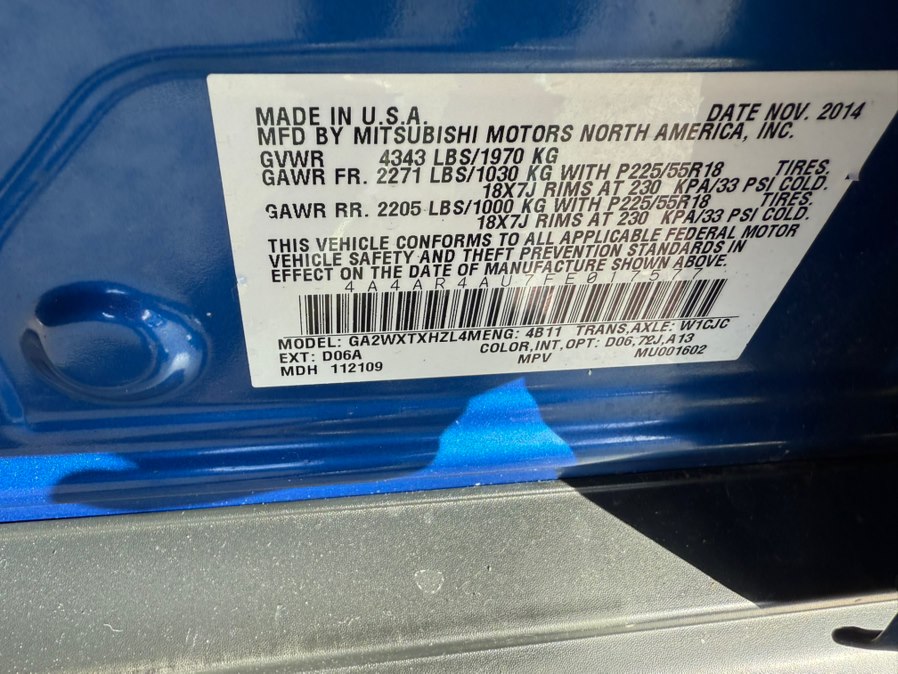 MADE IN U.S.A. DATE NOV. 2014
MFD BY MITSUBISHI MOTORS NORTH AMERICA, INC.
GVWR 4343 LBS/1970 KG
GAWR FR. 2271 LBS/1030 KG WITH P225/55R18 TIRES.
18X7J RIMS AT 230 KPA/33 PSI COLD.
GAWR RR. 2205 LBS/1000 KG WITH P225/55R18 TIRES.
18X7J RIMS AT 230 KPA/33 PSI COLD.
THIS VEHICLE CONFORMS TO ALL APPLICABLE FEDERAL MOTOR
VEHICLE SAFETY AND THEFT PREVENTION STANDARDS IN
EFFECT ON THE DATE OF MANUFACTURE SHOWN ABOVE.
MODEL: GA2WXTXHZL4MENG: 4B11 TRANS,AXLE: W1CJC
EXT: D06A COLOR,INT,OPT: D06,72J,A13
MDH 112109 MPV MU001602